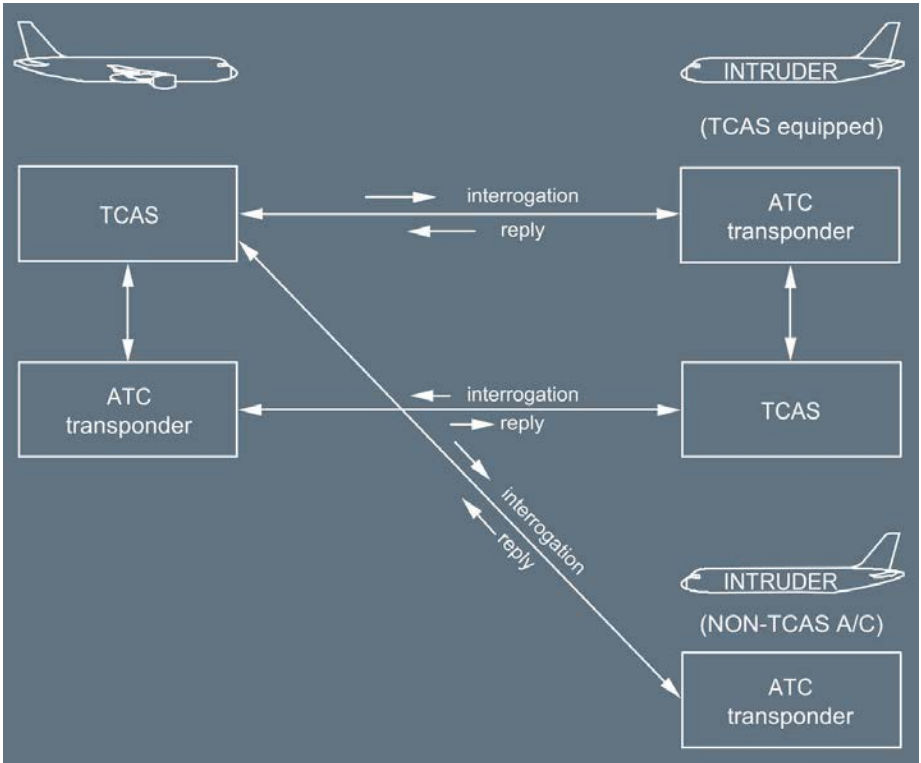 INTRUDER
(TCAS equipped)
TCAS
interrogation
reply
ATC
transponder
ATC
transponder
interrogation
reply
TCAS
interrogation
reply
INTRUDER
(NON-TCAS A/C)
ATC
transponder